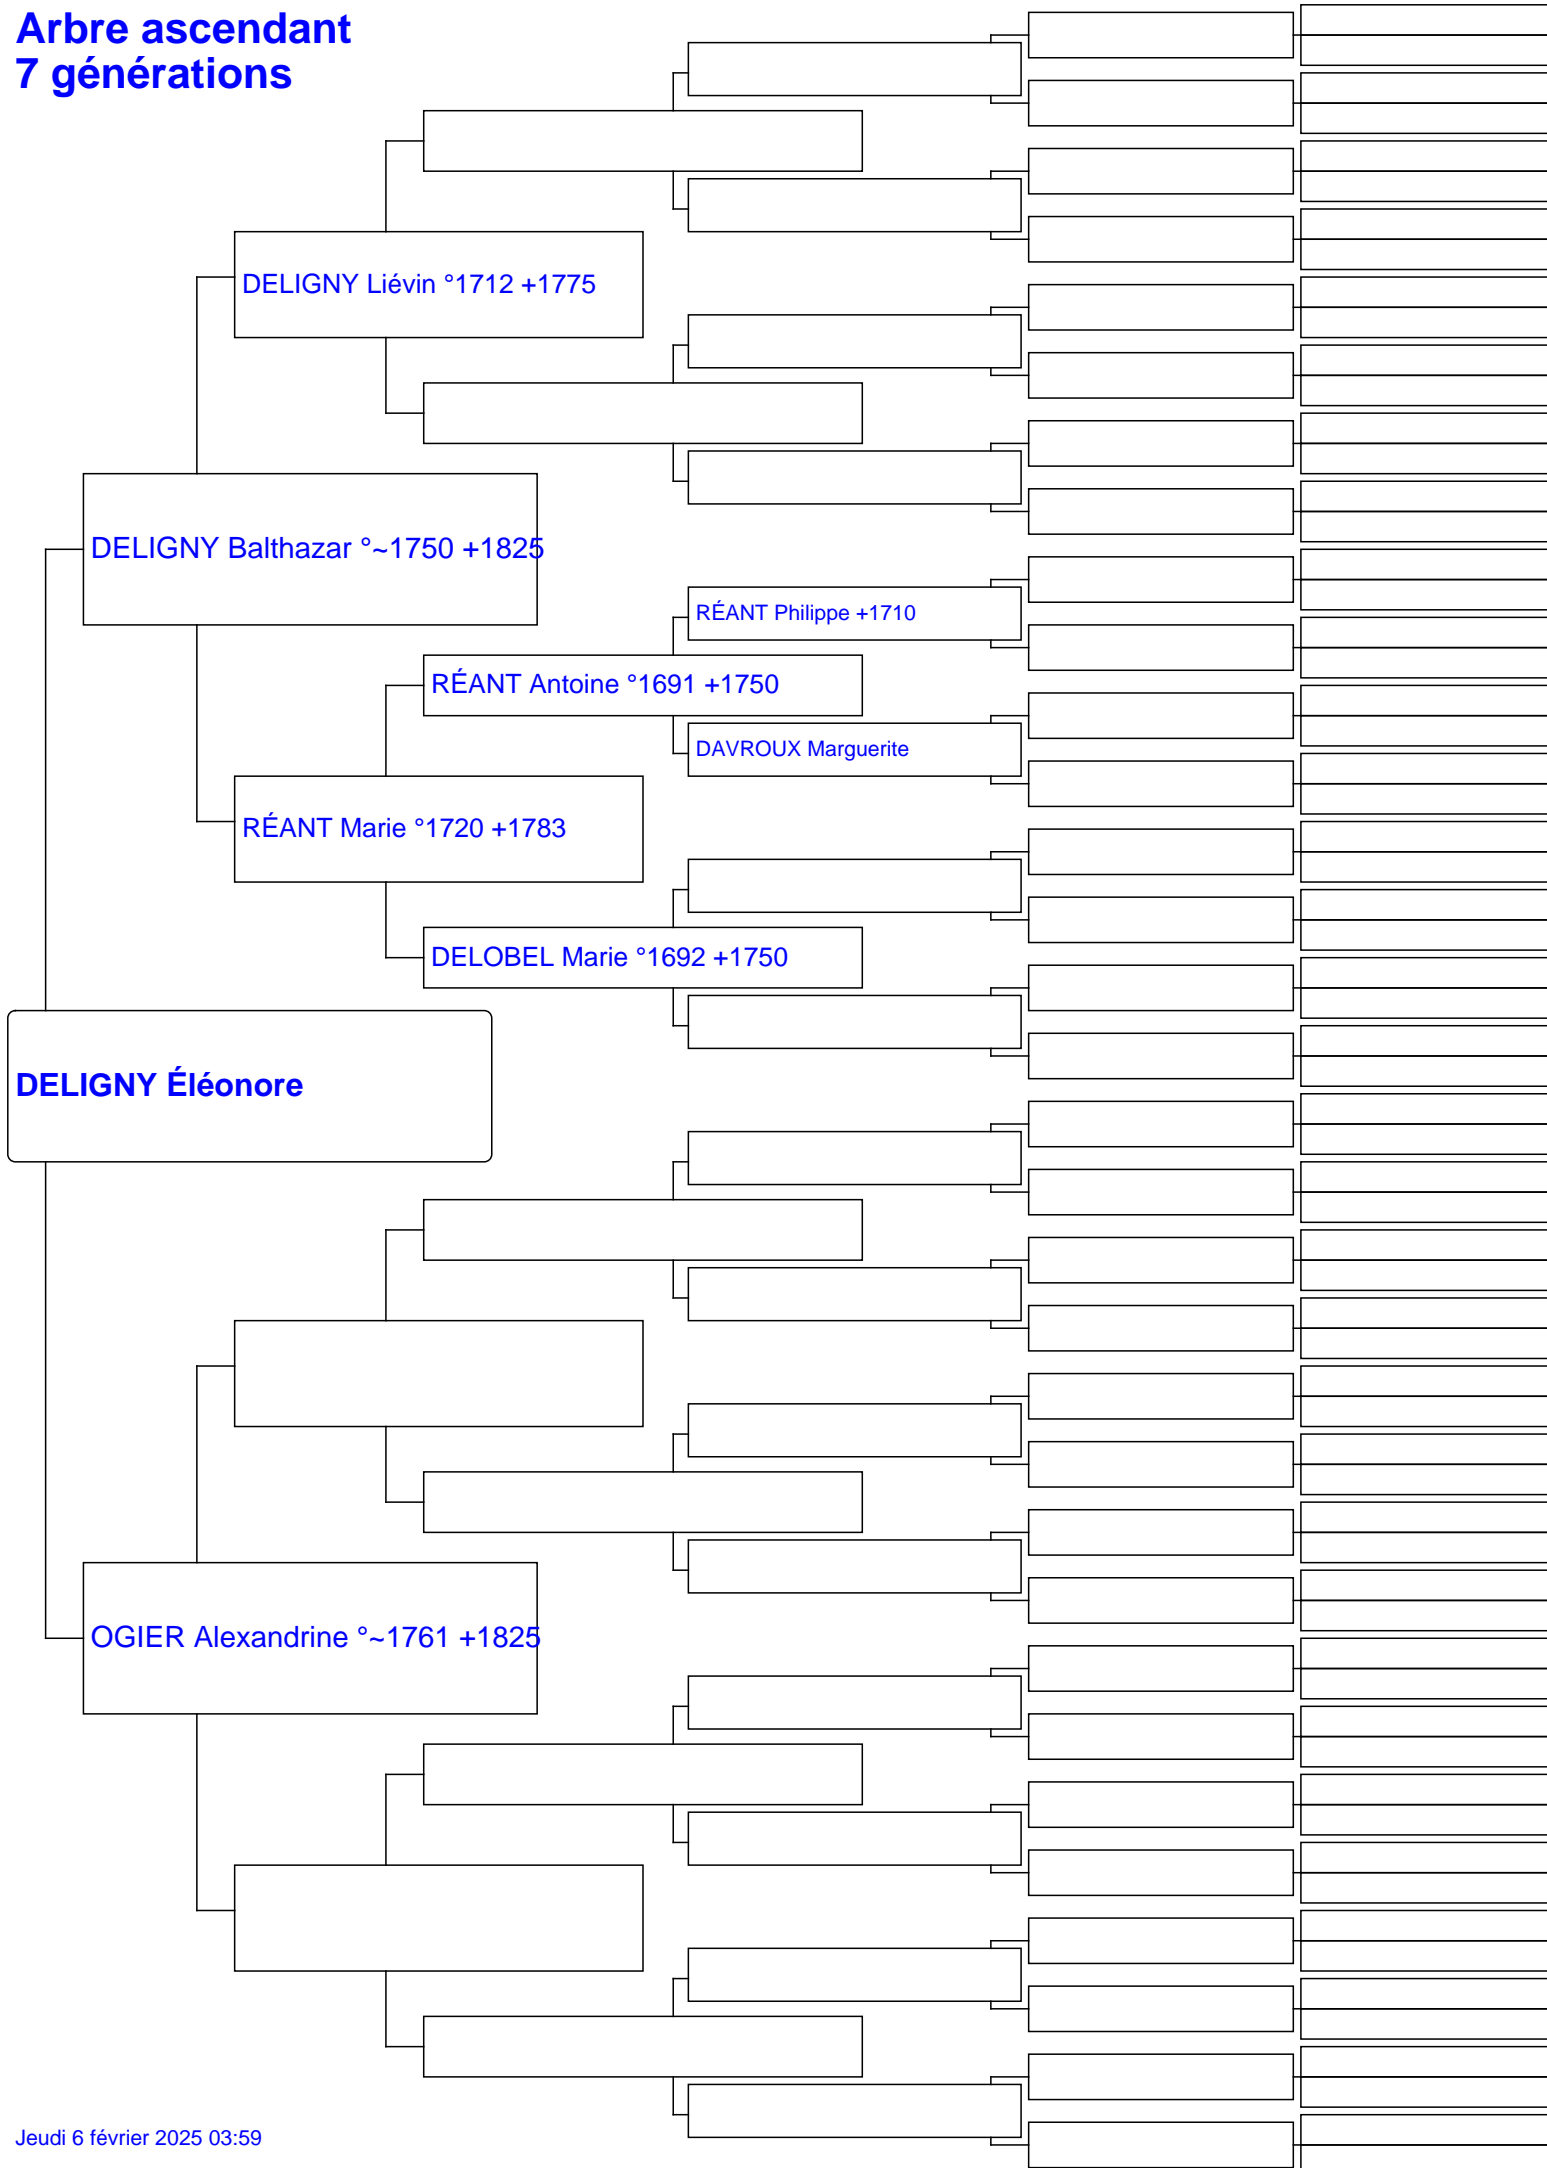 Arbre ascendant
7 générations
DELIGNY Liévin °1712 +1775
DELIGNY Balthazar °~1750 +1825
RÉANT Philippe +1710
RÉANT Antoine °1691 +1750
DAVROUX Marguerite
RÉANT Marie °1720 +1783
DELOBEL Marie °1692 +1750
DELIGNY Éléonore
OGIER Alexandrine °~1761 +1825
Jeudi 6 février 2025 03:59